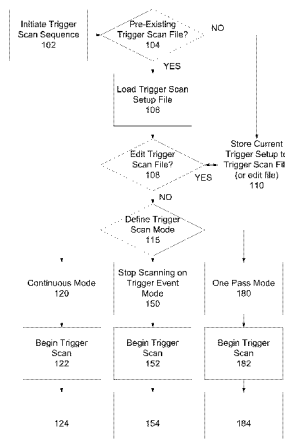 Initiate Trigger
Scan Sequence
102
Pre-Existing
Trigger Scan File?
104
NO
YES
Load Trigger Scan
Setup File
106
Edit Trigger
Scan File?
108
YES
Store Current
Trigger Setup to
Trigger Scan File
(or edit file)
110
NO
Define Trigger
Scan Mode
115
Continuous Mode
120
Stop Scanning on
Trigger Event
Mode
150
One Pass Mode
180
Begin Trigger
Scan
122
Begin Trigger
Scan
152
Begin Trigger
Scan
182
124
154
184